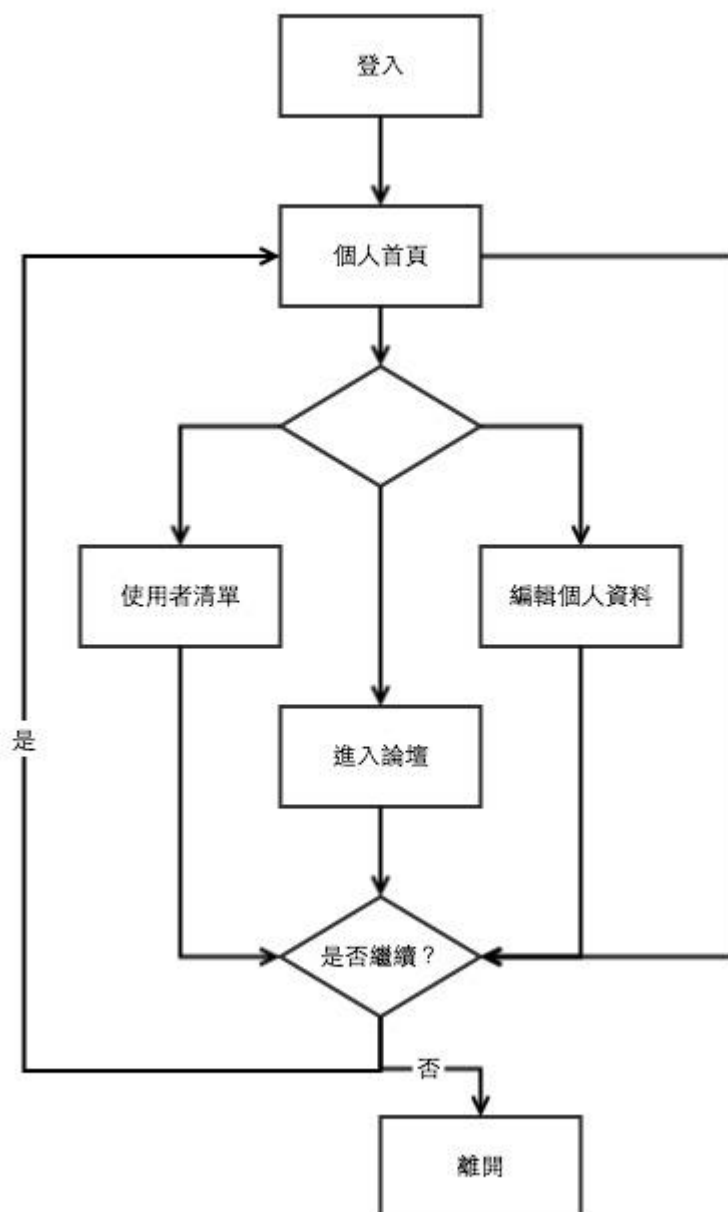 登入
個人首頁
使用者清單
編輯個人資料
進入論壇
是
是否繼續？
否
離開